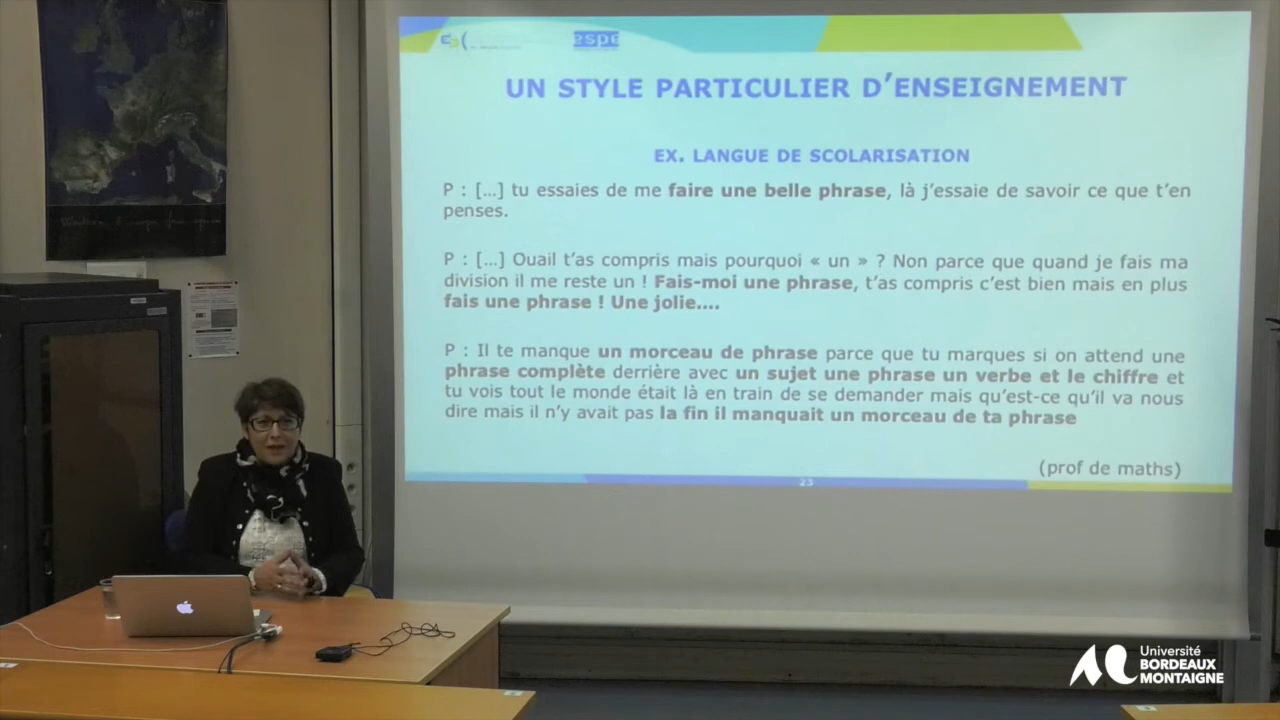 espe
UN STYLE PARTICULIER D'ENSEIGNEMENT
EX. LANGUE DE SCOLARISATION
P : [...] tu essaies de me faire une belle phrase, là j'essaie de savoir ce que t'en
penses.
P : [...] Ouail t'as compris mais pourquoi « un » ? Non parce que quand je fais ma
division il me reste un ! Fais-moi une phrase, t'as compris c'est bien mais en plus
fais une phrase ! Une jolie....
P : Il te manque un morceau de phrase parce que tu marques si on attend une
phrase complète derrière avec un sujet une phrase un verbe et le chiffre et
tu vois tout le monde était là en train de se demander mais qu'est-ce qu'il va nous
dire mais il n'y avait pas la fin il manquait un morceau de ta phrase
(prof de maths)
23
Université
BORDEAUX
MONTAIGNE